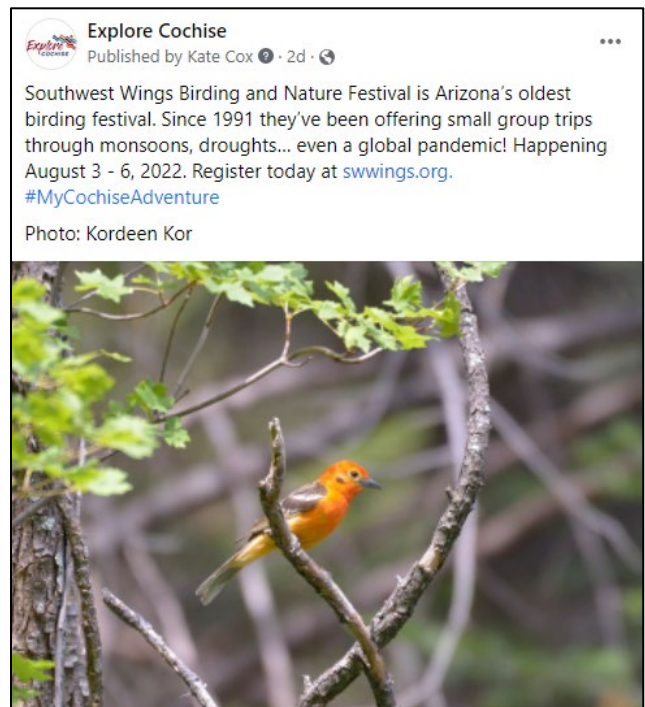 Explore Cochise
Explore
COCHISE
Published by Kate Cox · 2d ·
Southwest Wings Birding and Nature Festival is Arizona's oldest
birding festival. Since 1991 they've been offering small group trips
through monsoons, droughts... even a global pandemic! Happening
August 3 - 6, 2022. Register today at swwings.org.
#MyCochiseAdventure
Photo: Kordeen Kor